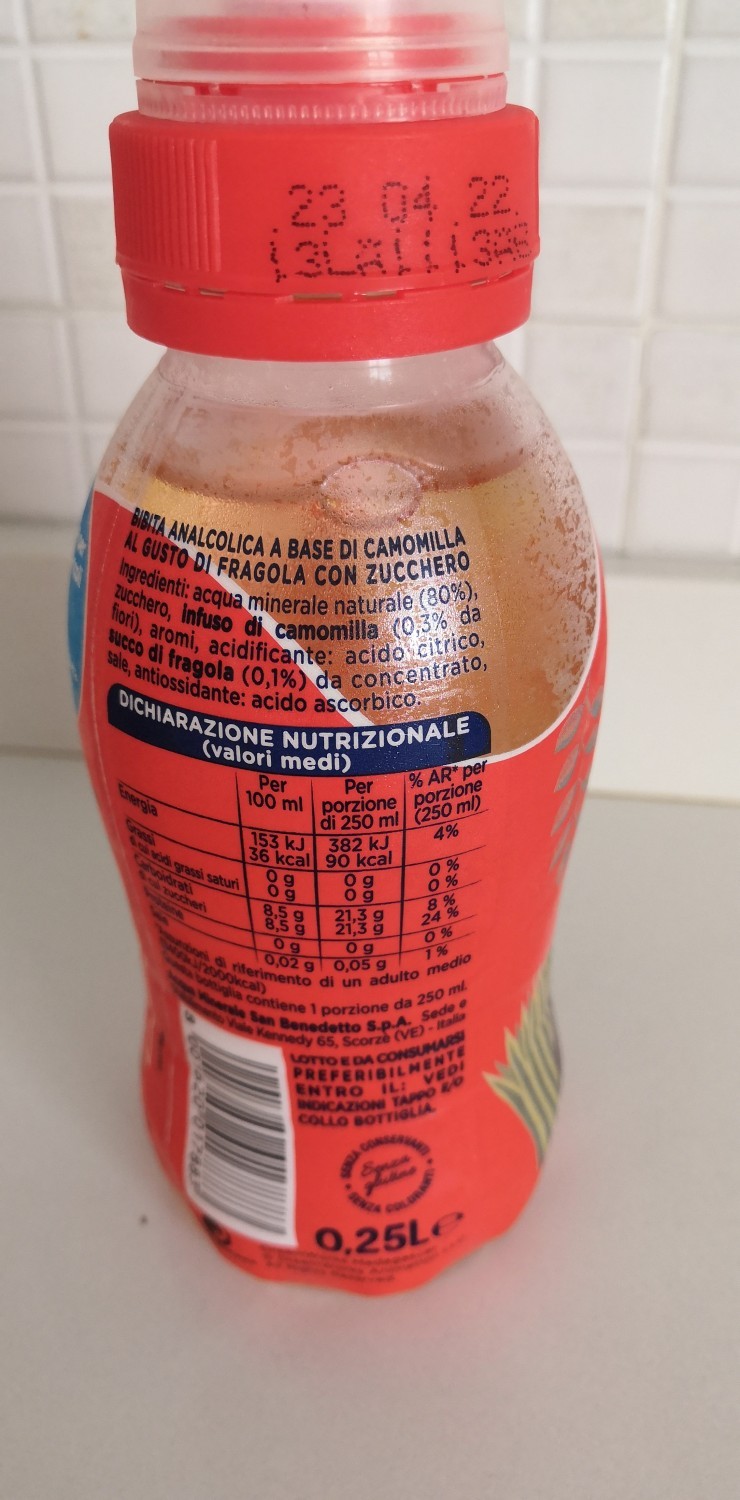 23 04 22
BIBITA ANALCOLICA A BASE DI CAMOMILLA
AL GUSTO DI FRAGOLA CON ZUCCHERO
Ingredienti: acqua minerale naturale (80%),
zucchero, infuso di camomilla (0,3% da
fiori), aromi, acidificante: acido citrico,
succo di fragola (0,1%) da concentrato,
sale, antiossidante: acido ascorbico.
DICHIARAZIONE NUTRIZIONALE
(valori medi)
Per 100 ml Per porzione di 250 ml % AR* per porzione (250 ml)
Energia 153 kJ 382 kJ 4%
36 kcal 90 kcal
Grassi 0 g 0 g 0 %
di cui acidi grassi saturi 0 g 0 g 0 %
Carboidrati 8,5 g 21,3 g 8 %
di cui zuccheri 8,5 g 21,3 g 24 %
Proteine 0 g 0 g 0 %
Sale 0,02 g 0,05 g 1 %
di riferimento di un adulto medio
kJ/2000kcal)
bottiglia contiene 1 porzione da 250 ml.
Minerale San Benedetto S.p.A. Sede e
Viale Kennedy 65, Scorzè (VE) - Italia
LOTTO E DA CONSUMARSI
PREFERIBILMENTE
ENTRO IL: VEDI
INDICAZIONI TAPPO E/O
COLLO BOTTIGLIA.
SENZA CONSERVANTI
Senza
glutine
SENZA COLORANTI
0,25L e